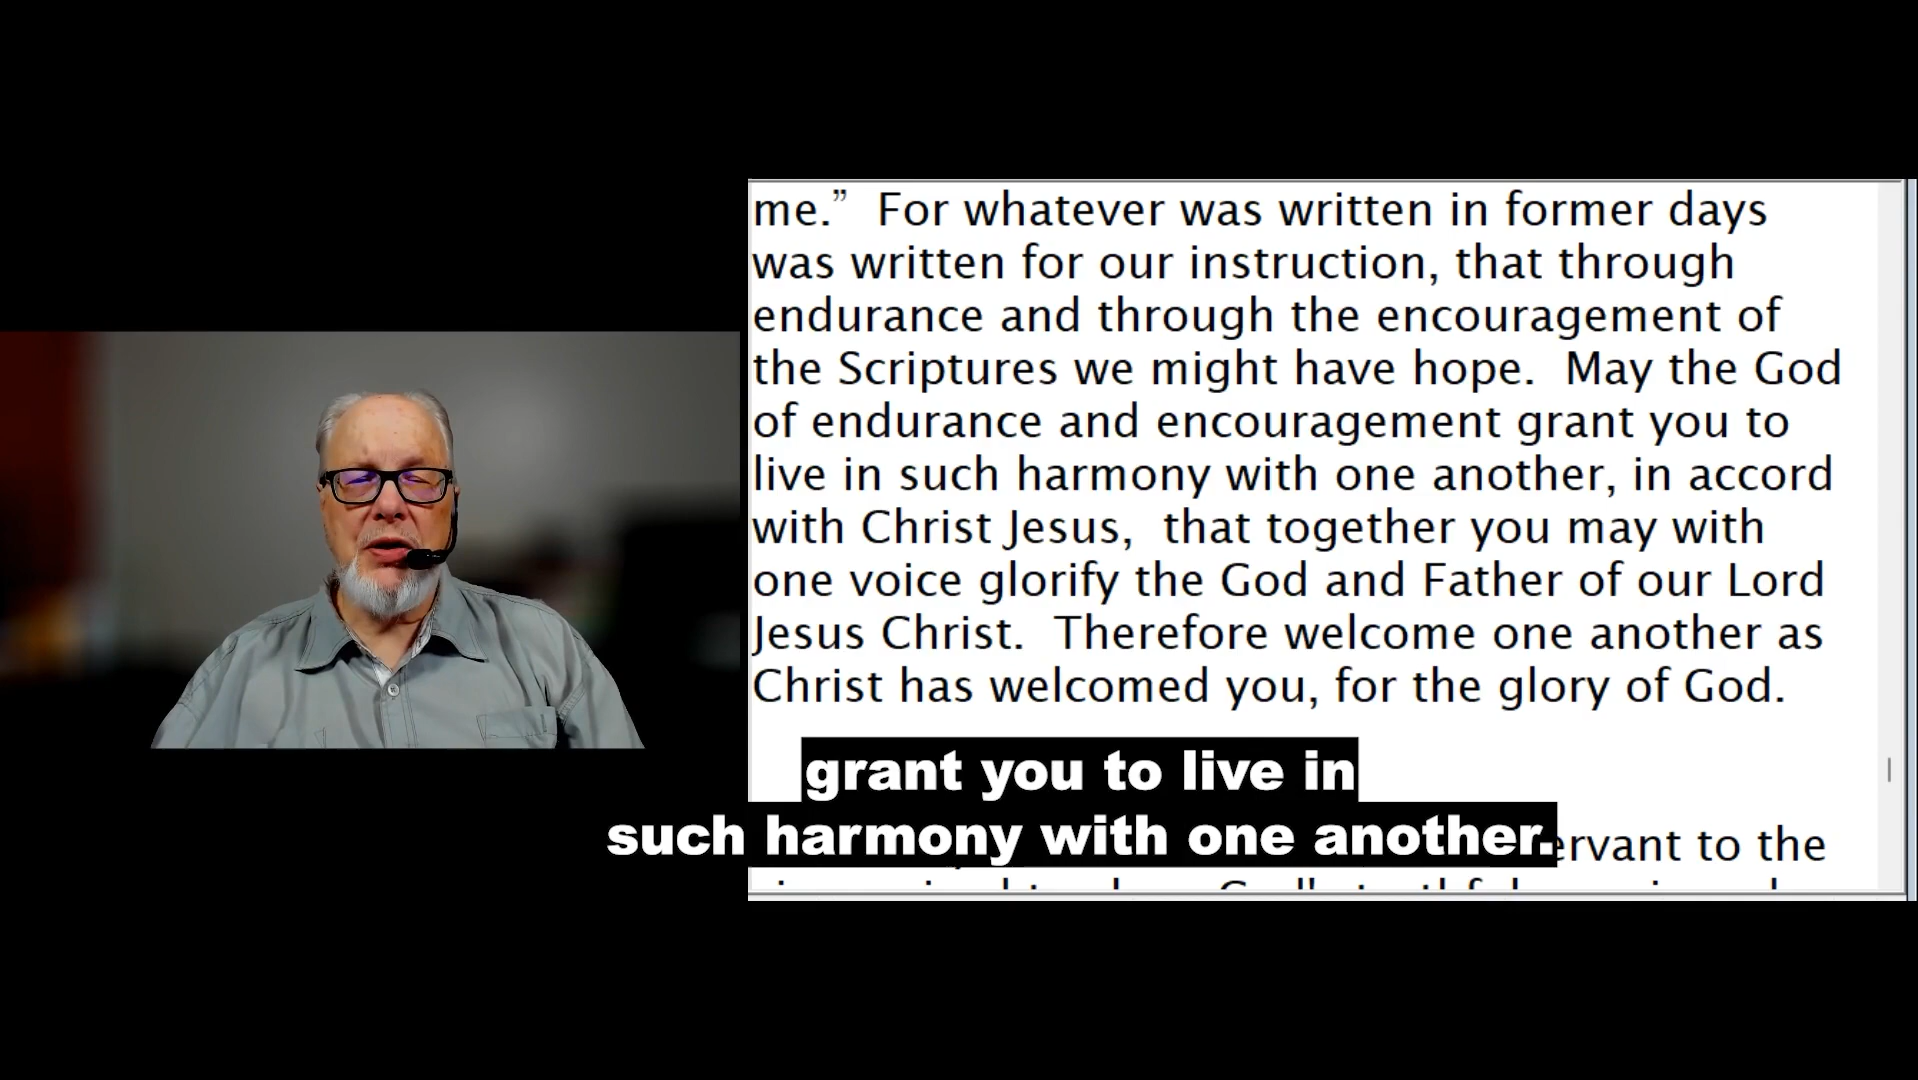 me.”  For whatever was written in former days
was written for our instruction, that through
endurance and through the encouragement of
the Scriptures we might have hope.  May the God
of endurance and encouragement grant you to
live in such harmony with one another, in accord
with Christ Jesus,  that together you may with
one voice glorify the God and Father of our Lord
Jesus Christ.  Therefore welcome one another as
Christ has welcomed you, for the glory of God.
grant you to live in
such harmony with one another.
to the